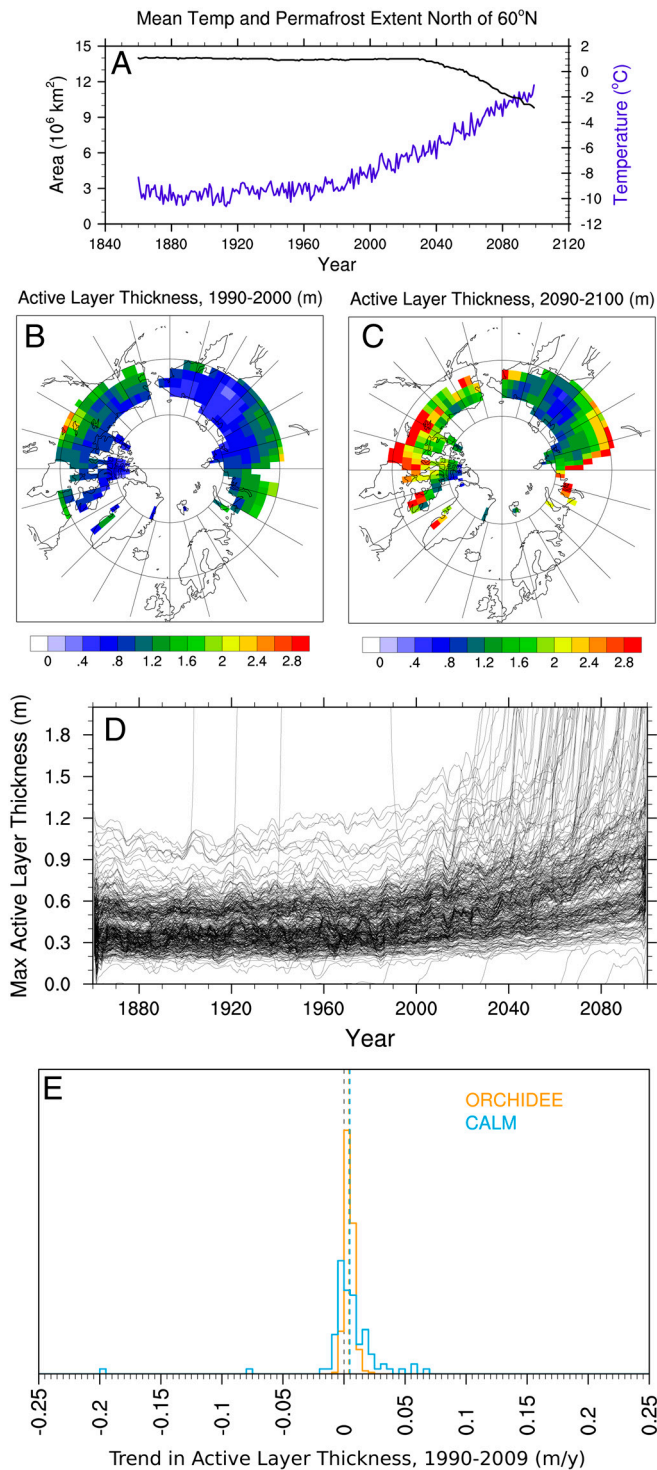 Mean Temp and Permafrost Extent North of 60°N
A
Area (10⁶ km²)
15
12
9
6
3
0
2
0
-2
-4
-6
-8
-10
-12
Temperature (°C)
1840 1880 1920 1960 2000 2040 2080 2120
Year
Active Layer Thickness, 1990-2000 (m)
B
0 .4 .8 1.2 1.6 2 2.4 2.8
Active Layer Thickness, 2090-2100 (m)
C
0 .4 .8 1.2 1.6 2 2.4 2.8
D
Max Active Layer Thickness (m)
1.8
1.5
1.2
0.9
0.6
0.3
0.0
1880 1920 1960 2000 2040 2080
Year
E
ORCHIDEE
CALM
-0.25 -0.2 -0.15 -0.1 -0.05 0 0.05 0.1 0.15 0.2 0.25
Trend in Active Layer Thickness, 1990-2009 (m/y)